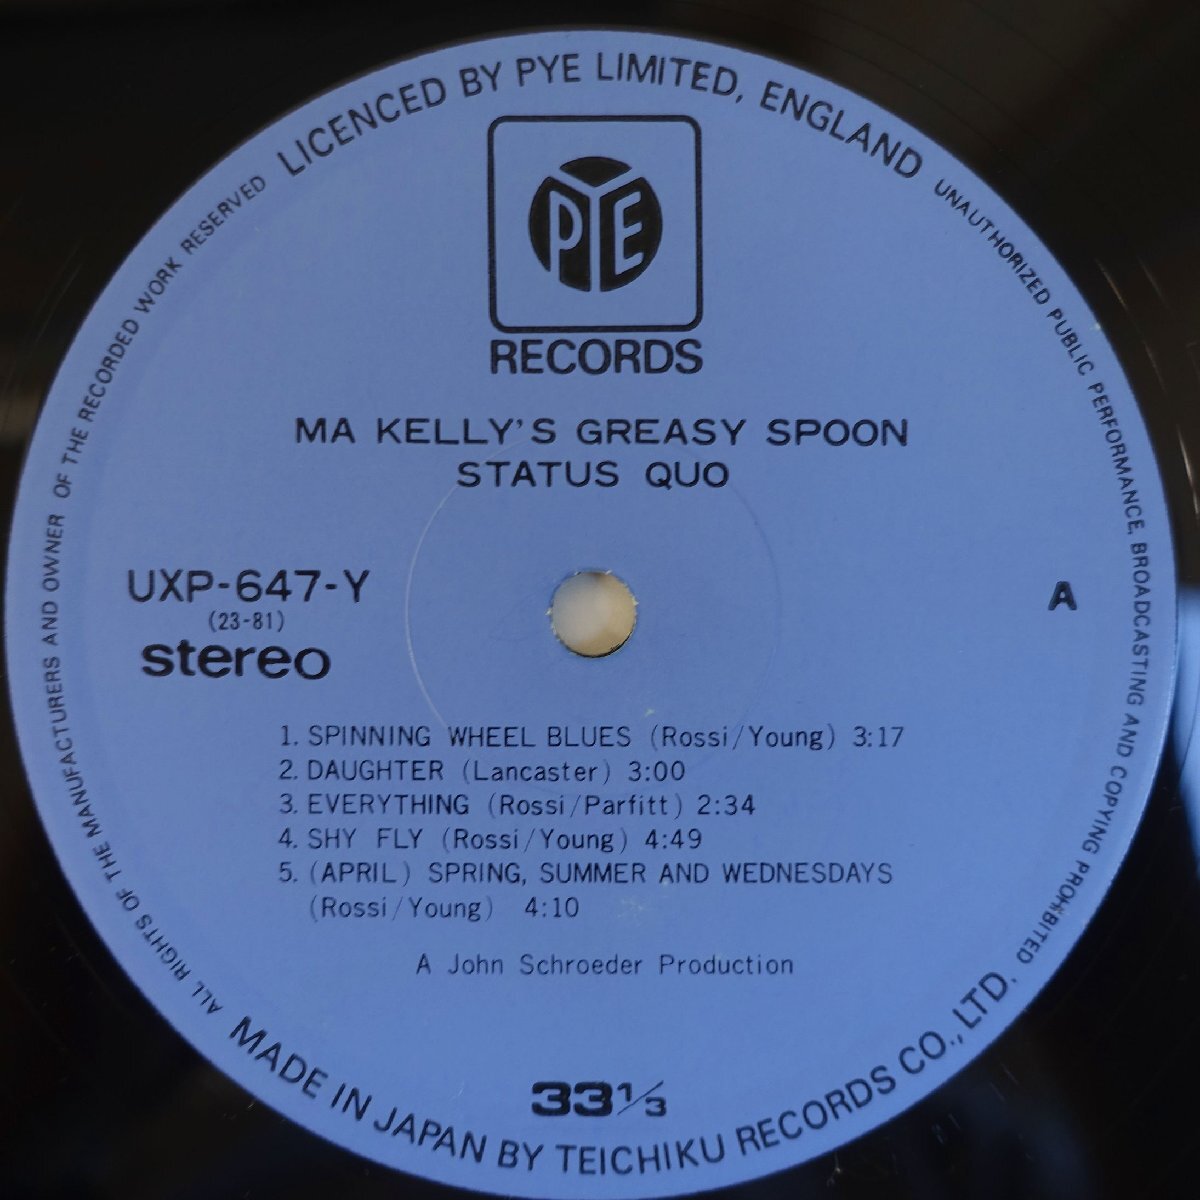 LICENCED BY PYE LIMITED, ENGLAND
UNAUTHORIZED PUBLIC PERFORMANCE, BROADCASTING AND COPYING PROHIBITED
PYE
RECORDS
MA KELLY'S GREASY SPOON
STATUS QUO
UXP-647-Y
(23-81)
stereo
A
1. SPINNING WHEEL BLUES (Rossi/Young) 3:17
2. DAUGHTER (Lancaster) 3:00
3. EVERYTHING (Rossi/Parfitt) 2:34
4. SHY FLY (Rossi/Young) 4:49
5. (APRIL) SPRING, SUMMER AND WEDNESDAYS
(Rossi/Young) 4:10
A John Schroeder Production
33 1/3
MADE IN JAPAN BY TEICHIKU RECORDS CO., LTD.
ALL RIGHTS OF THE MANUFACTURERS AND OWNER OF THE RECORDED WORK RESERVED